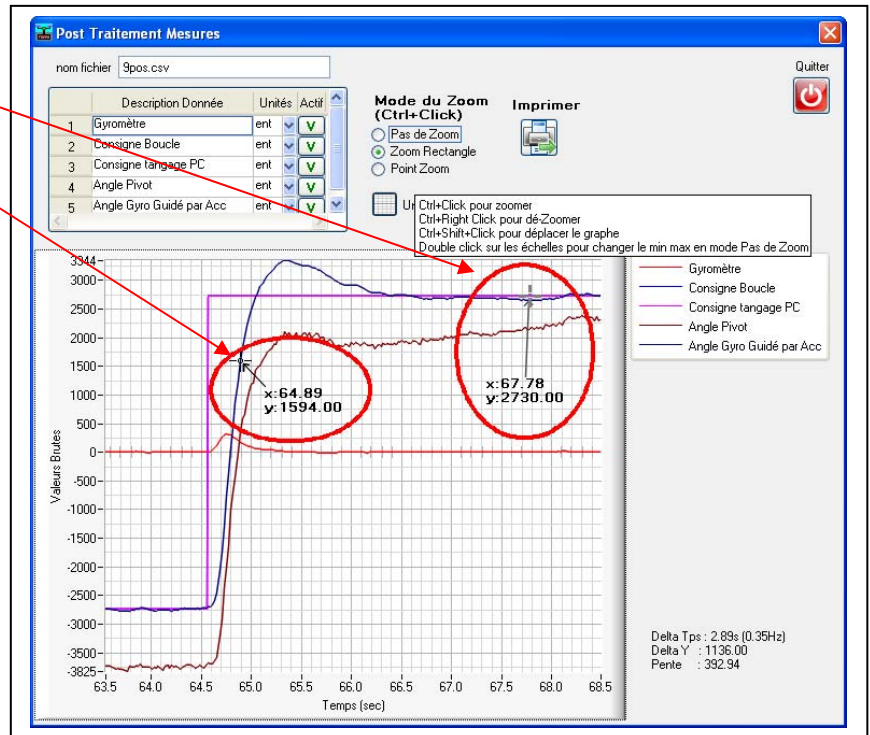 Post Traitement Mesures
nom fichier 9pos.csv
Quitter
Description Donnée Unités Actif
1 Gyromètre ent V
2 Consigne Boucle ent V
3 Consigne tangage PC ent V
4 Angle Pivot ent V
5 Angle Gyro Guidé par Acc ent V
Mode du Zoom
(Ctrl+Click)
Pas de Zoom
Zoom Rectangle
Point Zoom
Imprimer
Ctrl+Click pour zoomer
Ctrl+Right Click pour dé-Zoomer
Ctrl+Shift+Click pour déplacer le graphe
Double click sur les échelles pour changer le min max en mode Pas de Zoom
Gyromètre
Consigne Boucle
Consigne tangage PC
Angle Pivot
Angle Gyro Guidé par Acc
Valeurs Brutes
3344
3000
2500
2000
1500
1000
500
0
-500
-1000
-1500
-2000
-2500
-3000
-3500
-3825
x:64.89
y:1594.00
x:67.78
y:2730.00
63.5 64.0 64.5 65.0 65.5 66.0 66.5 67.0 67.5 68.0 68.5
Temps (sec)
Delta Tps : 2.89s (0.35Hz)
Delta Y : 1136.00
Pente : 392.94